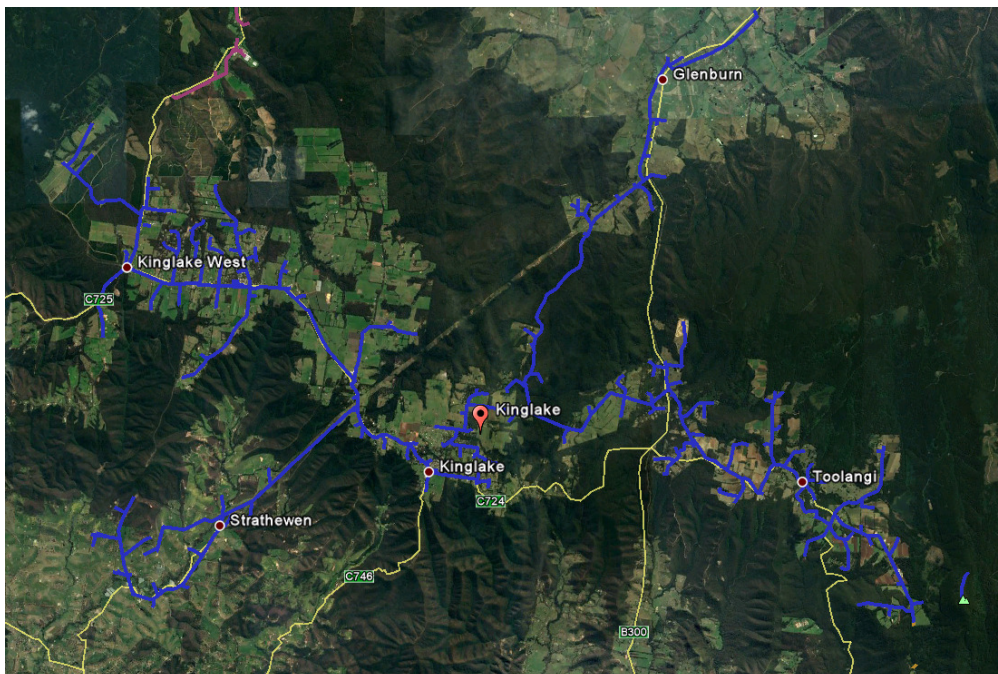 Glenburn
Kinglake West
C725
Kinglake
Kinglake
Toolangi
C724
Strathewen
C746
B300